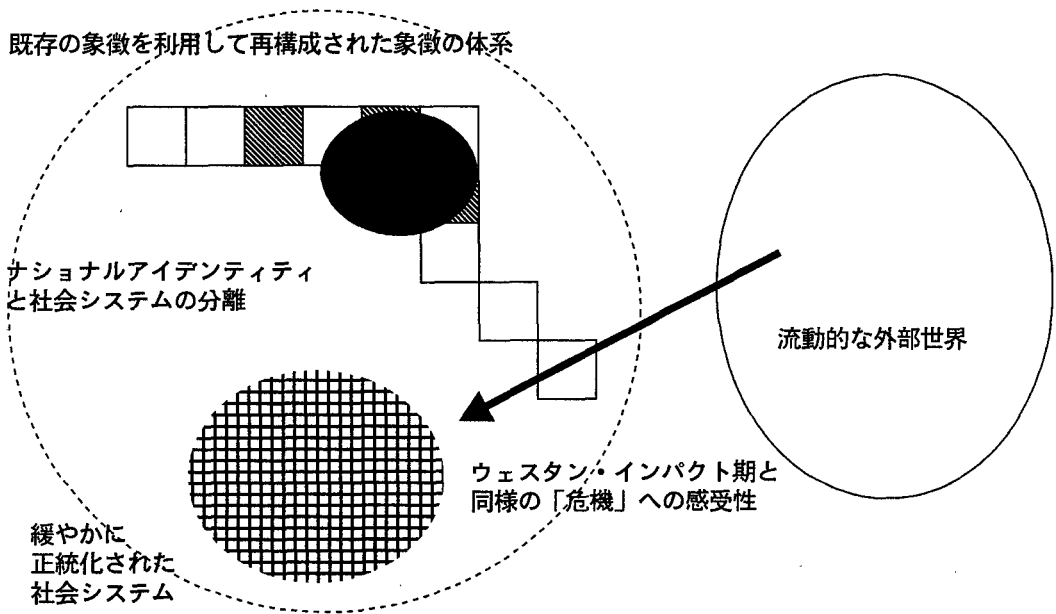 既存の象徴を利用して再構成された象徴の体系
ナショナルアイデンティティ
と社会システムの分離
流動的な外部世界
ウェスタン・インパクト期と
同様の「危機」への感受性
緩やかに
正統化された
社会システム